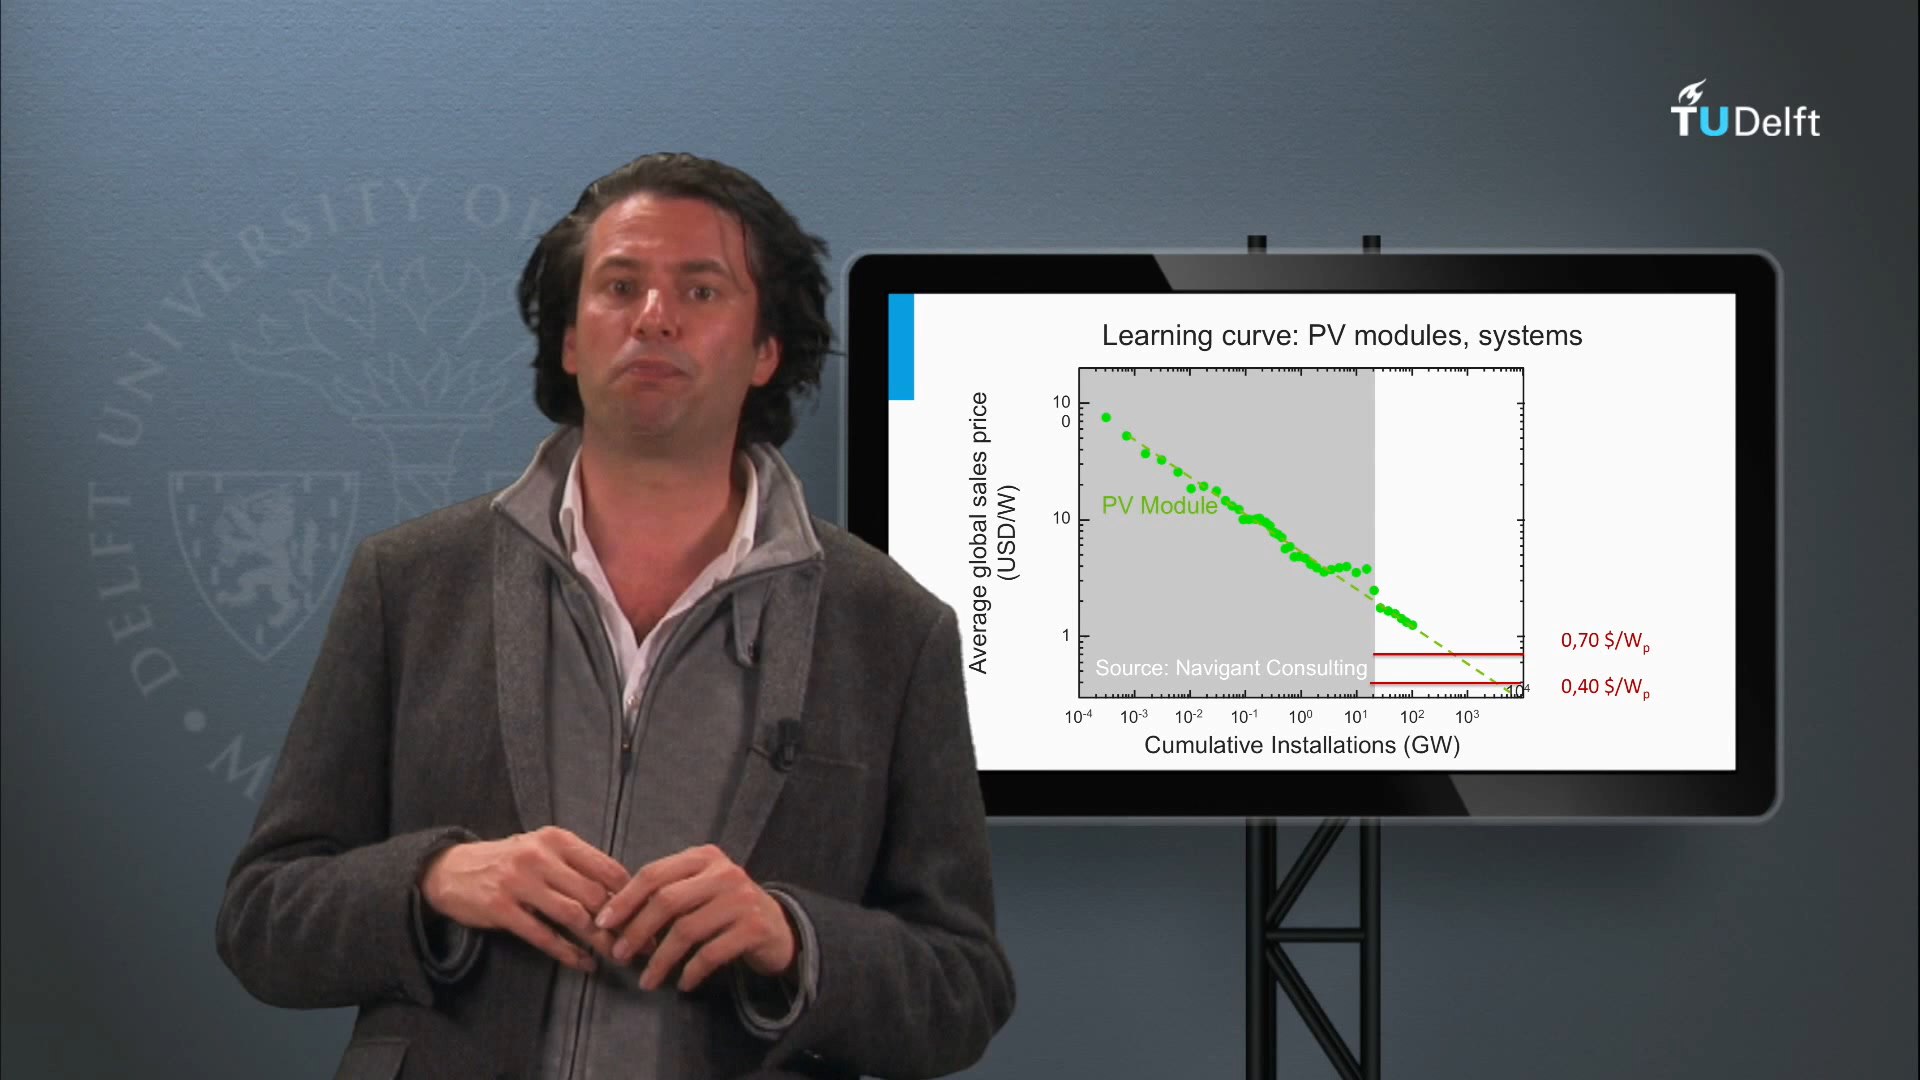 TUDelft
DELFT UNIVERSITY OF
Learning curve: PV modules, systems
Average global sales price
(USD/W)
10
0
10
1
PV Module
Source: Navigant Consulting
0,70 $/Wp
0,40 $/Wp
10⁴
10⁻⁴ 10⁻³ 10⁻² 10⁻¹ 10⁰ 10¹ 10² 10³
Cumulative Installations (GW)